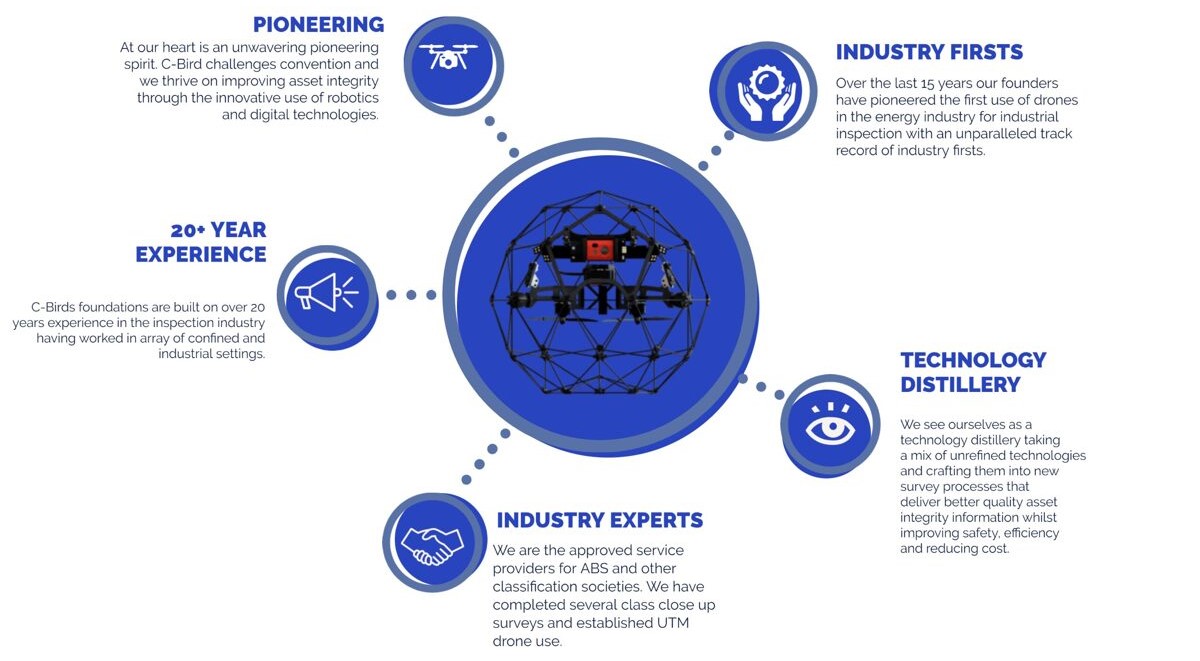 PIONEERING
At our heart is an unwavering pioneering
spirit. C-Bird challenges convention and
we thrive on improving asset integrity
through the innovative use of robotics
and digital technologies.
INDUSTRY FIRSTS
Over the last 15 years our founders
have pioneered the first use of drones
in the energy industry for industrial
inspection with an unparalleled track
record of industry firsts.
20+ YEAR
EXPERIENCE
C-Birds foundations are built on over 20
years experience in the inspection industry
having worked in array of confined and
industrial settings.
TECHNOLOGY
DISTILLERY
We see ourselves as a
technology distillery taking
a mix of unrefined technologies
and crafting them into new
survey processes that
deliver better quality asset
integrity information whilst
improving safety, efficiency
and reducing cost.
INDUSTRY EXPERTS
We are the approved service
providers for ABS and other
classification societies. We have
completed several class close up
surveys and established UTM
drone use.